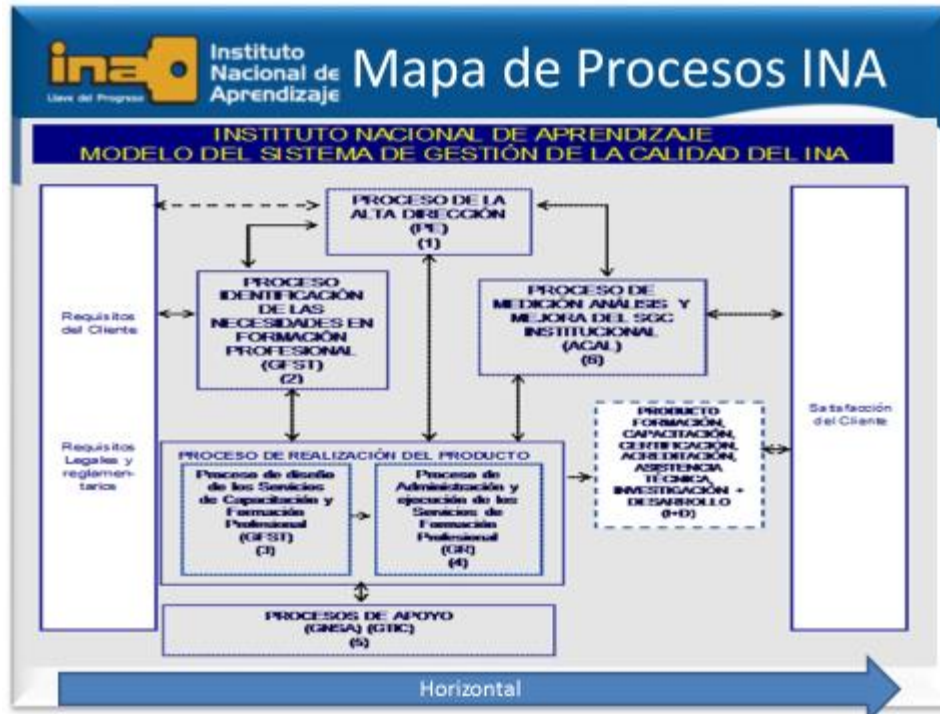 ina
Llave del Progreso
Instituto
Nacional de
Aprendizaje
Mapa de Procesos INA
INSTITUTO NACIONAL DE APRENDIZAJE
MODELO DEL SISTEMA DE GESTIÓN DE LA CALIDAD DEL INA
PROCESO DE LA
ALTA DIRECCIÓN
(PE)
(1)
Requisitos
del Cliente
Requisitos
Legales y
reglamen-
tarios
PROCESO
IDENTIFICACIÓN
DE LAS
NECESIDADES EN
FORMACIÓN
PROFESIONAL
(GFST)
(2)
PROCESO DE
MEDICIÓN ANÁLISIS Y
MEJORA DEL SGC
INSTITUCIONAL
(ACAL)
(6)
PROCESO DE REALIZACIÓN DEL PRODUCTO
Proceso de diseño
de los Servicios
de Capacitación y
Formación
Profesional
(GFST)
(3)
Proceso de
Administración y
ejecución de los
Servicios de
Formación
Profesional
(GR)
(4)
PRODUCTO
FORMACIÓN,
CAPACITACIÓN,
CERTIFICACIÓN,
ACREDITACIÓN,
ASISTENCIA
TÉCNICA,
INVESTIGACIÓN +
DESARROLLO
(I+D)
Satisfacción
del Cliente
PROCESOS DE APOYO
(GNSA) (GTIC)
(5)
Horizontal